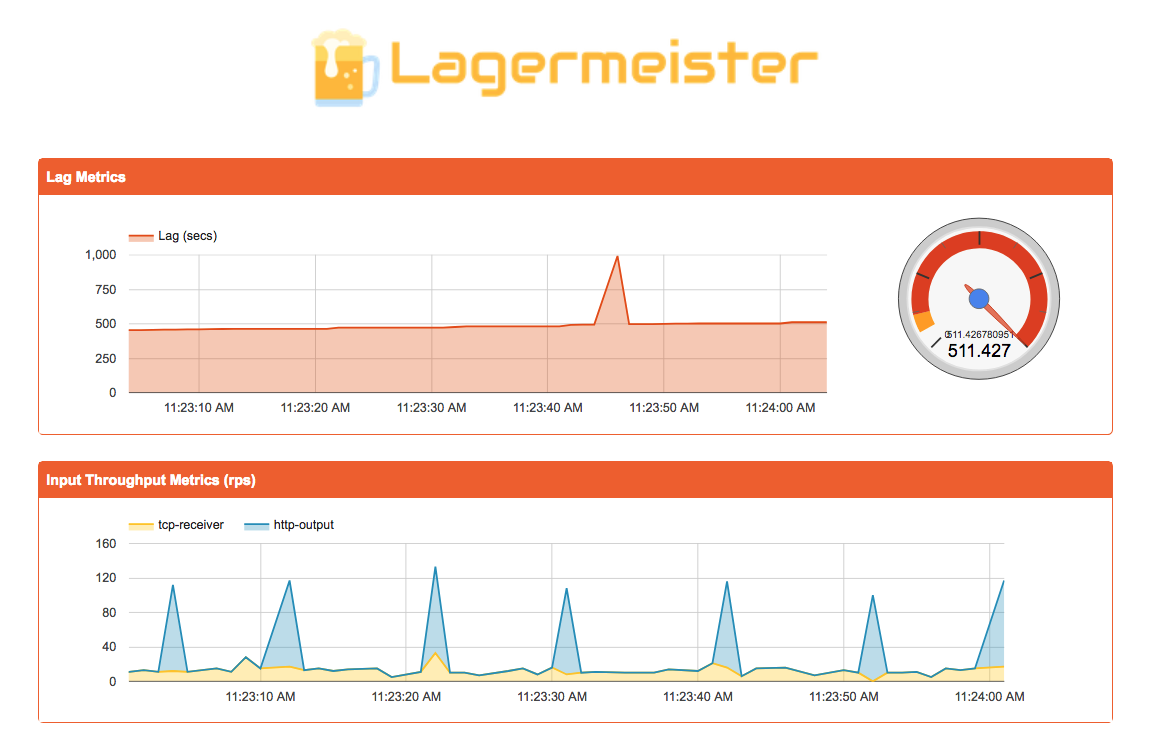 Lagermeister
Lag Metrics
Lag (secs)
1,000
750
500
250
0
11:23:10 AM 11:23:20 AM 11:23:30 AM 11:23:40 AM 11:23:50 AM 11:24:00 AM
511.427
Input Throughput Metrics (rps)
tcp-receiver http-output
160
120
80
40
0
11:23:10 AM 11:23:20 AM 11:23:30 AM 11:23:40 AM 11:23:50 AM 11:24:00 AM